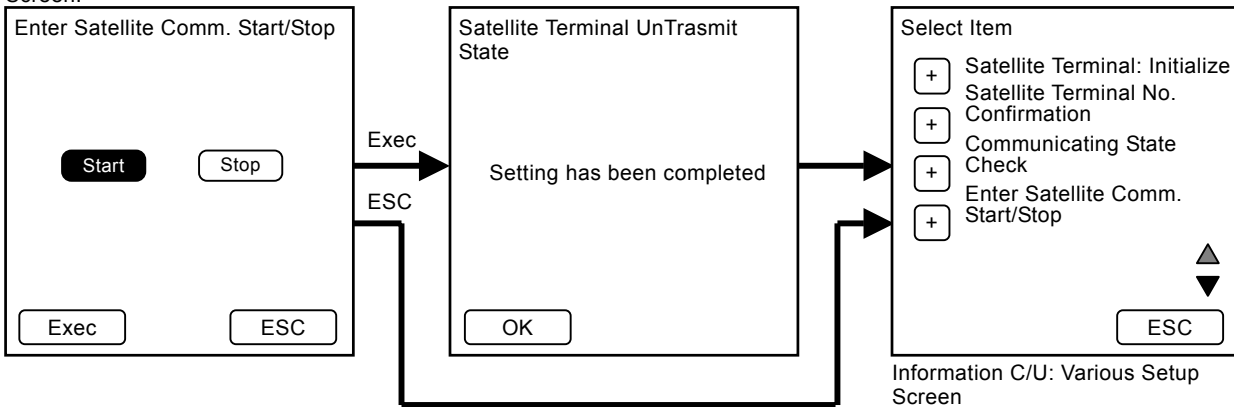 Screen.
Enter Satellite Comm. Start/Stop
Start
Stop
Exec
ESC
Exec
ESC
Satellite Terminal UnTrasmit
State
Setting has been completed
OK
Select Item
+ Satellite Terminal: Initialize
+ Satellite Terminal No.
Confirmation
+ Communicating State
Check
+ Enter Satellite Comm.
Start/Stop
ESC
Information C/U: Various Setup
Screen